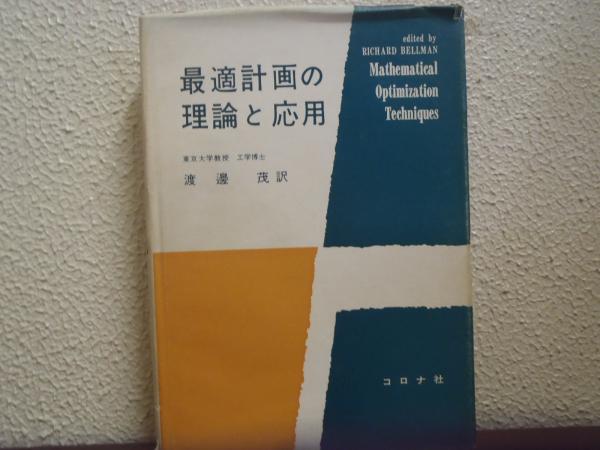 最適計画の
理論と応用
東京大学教授 工学博士
渡邊 茂訳
edited by
RICHARD BELLMAN
Mathematical
Optimization
Techniques
コロナ社